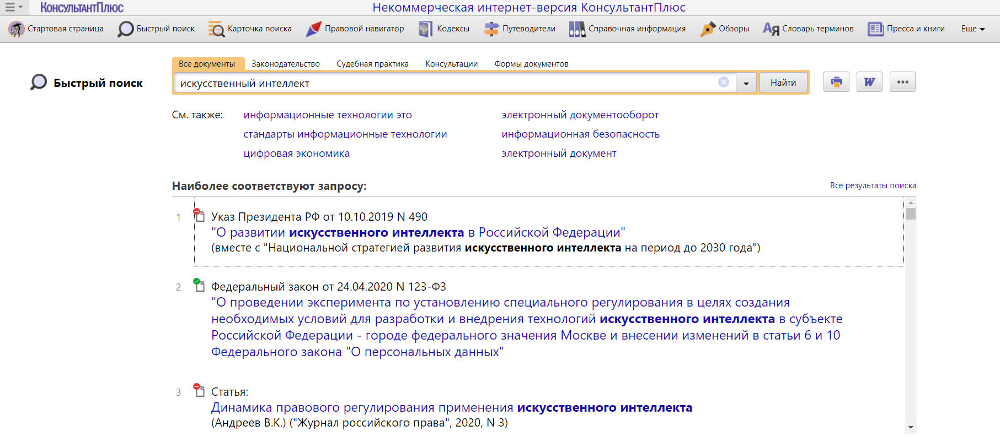 КонсультантПлюс
Некоммерческая интернет-версия КонсультантПлюс
Стартовая страница
Быстрый поиск
Карточка поиска
Правовой навигатор
Кодексы
Путеводители
Справочная информация
Обзоры
Словарь терминов
Пресса и книги
Еще
Все документы
Законодательство
Судебная практика
Консультации
Формы документов
Быстрый поиск
искусственный интеллект
Найти
См. также:
информационные технологии это
электронный документооборот
стандарты информационные технологии
информационная безопасность
цифровая экономика
электронный документ
Наиболее соответствуют запросу:
Все результаты поиска
1
Указ Президента РФ от 10.10.2019 N 490
"О развитии искусственного интеллекта в Российской Федерации"
(вместе с "Национальной стратегией развития искусственного интеллекта на период до 2030 года")
2
Федеральный закон от 24.04.2020 N 123-ФЗ
"О проведении эксперимента по установлению специального регулирования в целях создания
необходимых условий для разработки и внедрения технологий искусственного интеллекта в субъекте
Российской Федерации - городе федерального значения Москве и внесении изменений в статьи 6 и 10
Федерального закона "О персональных данных"
3
Статья:
Динамика правового регулирования применения искусственного интеллекта
(Андреев В.К.) ("Журнал российского права", 2020, N 3)